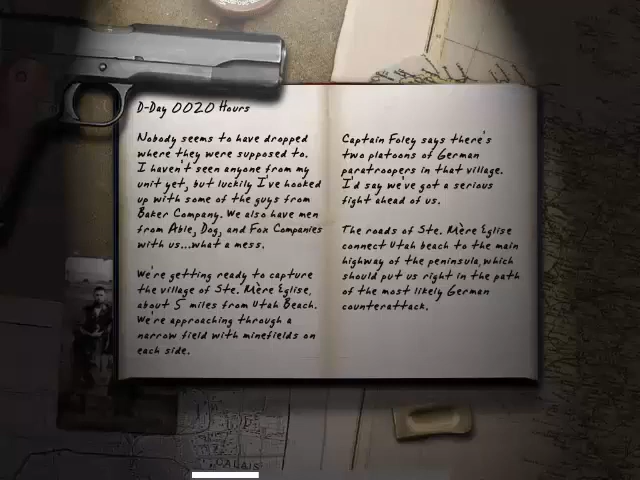 D-Day 0020 Hours
Nobody seems to have dropped
where they were supposed to.
I haven't seen anyone from my
unit yet, but luckily I've hooked
up with some of the guys from
Baker Company. We also have men
from Able, Dog, and Fox Companies
with us...what a mess.
We're getting ready to capture
the village of Ste. Mère Eglise,
about 5 miles from Utah Beach.
We're approaching through a
narrow field with minefields on
each side.
Captain Foley says there's
two platoons of German
paratroopers in that village.
I'd say we've got a serious
fight ahead of us.
The roads of Ste. Mère Eglise
connect Utah beach to the main
highway of the peninsula, which
should put us right in the path
of the most likely German
counterattack.
CALAIS